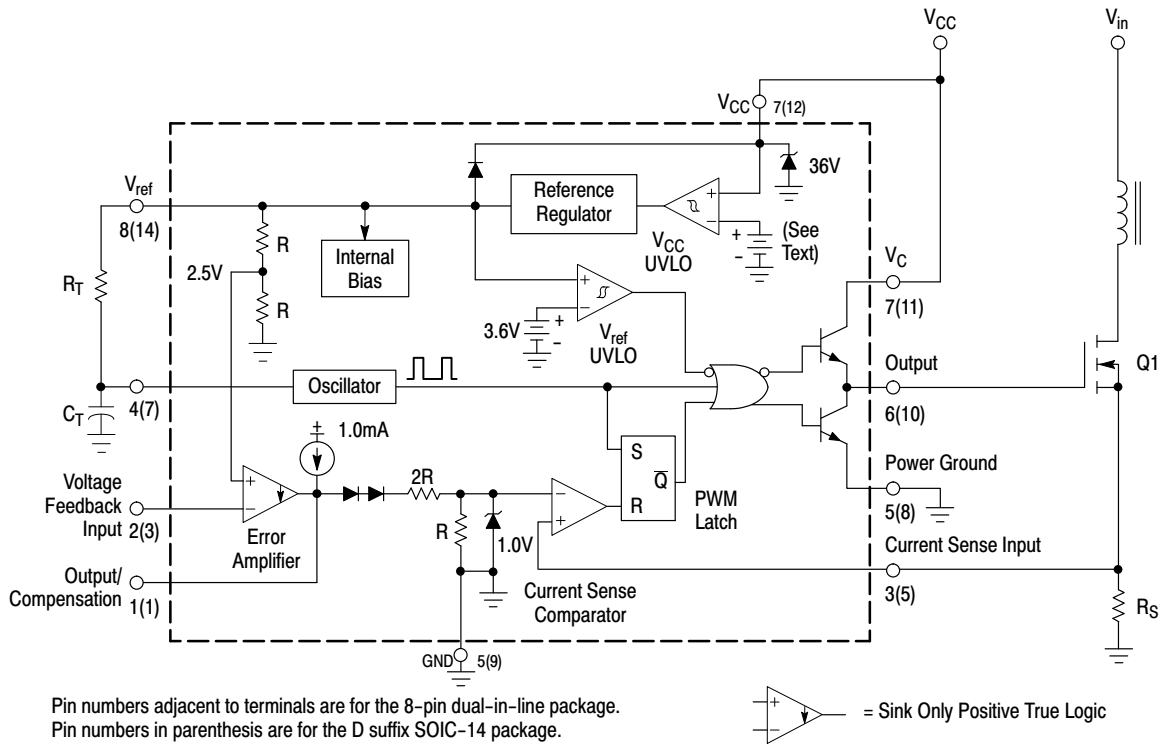 VCC
Vin
VCC 7(12)
36V
Vref
8(14)
Reference
Regulator
+
−
R
Internal
Bias
2.5V
R
RT
VCC
UVLO
+
−
(See
Text)
VC
7(11)
+
−
3.6V
+
−
Vref
UVLO
Output
6(10)
Q1
Oscillator
4(7)
CT
+
1.0mA
S
Q
R
PWM
Latch
Power Ground
5(8)
Voltage
Feedback
Input
2(3)
+
−
Error
Amplifier
2R
R
1.0V
−
+
Current Sense
Comparator
Current Sense Input
3(5)
RS
Output/
Compensation
1(1)
GND 5(9)
Pin numbers adjacent to terminals are for the 8−pin dual−in−line package.
Pin numbers in parenthesis are for the D suffix SOIC−14 package.
+
−
= Sink Only Positive True Logic